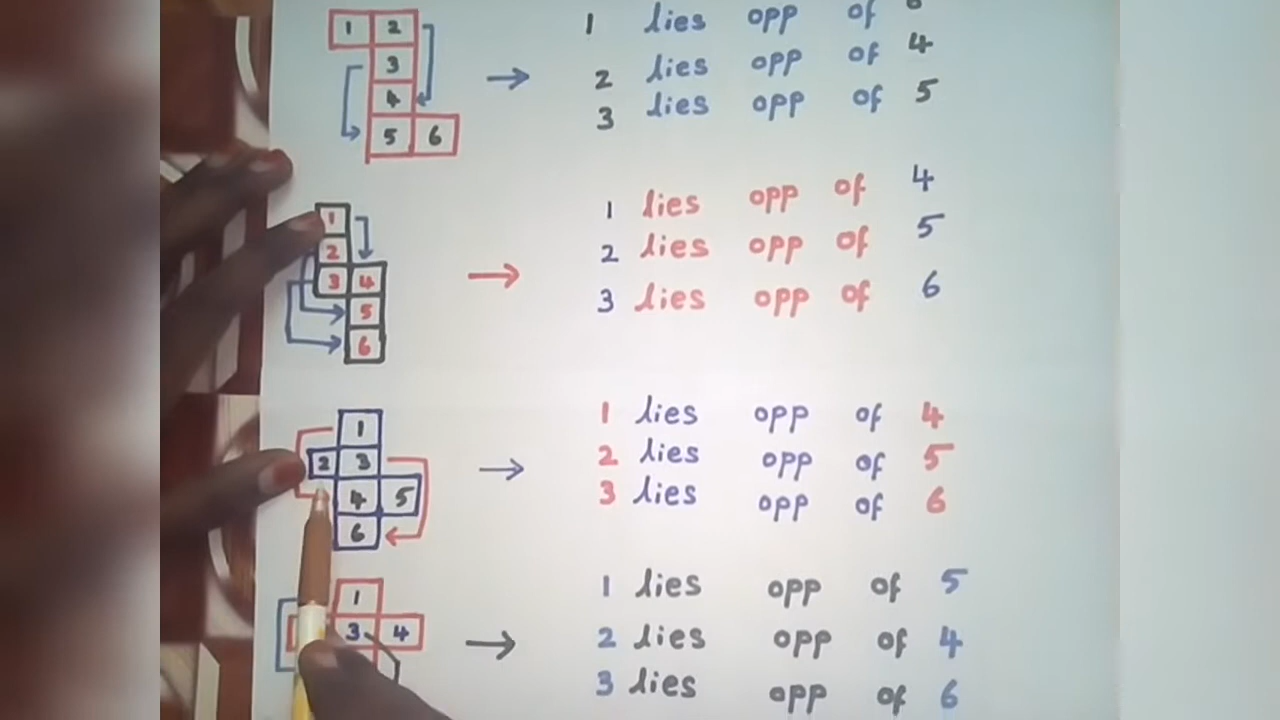 1 2
3
4
5 6
1 lies opp of
2 lies opp of 4
3 lies opp of 5
1
2
3 4
5
6
1 lies opp of 4
2 lies opp of 5
3 lies opp of 6
1
2 3
4 5
6
1 lies opp of 4
2 lies opp of 5
3 lies opp of 6
1
3 4
1 lies opp of 5
2 lies opp of 4
3 lies opp of 6